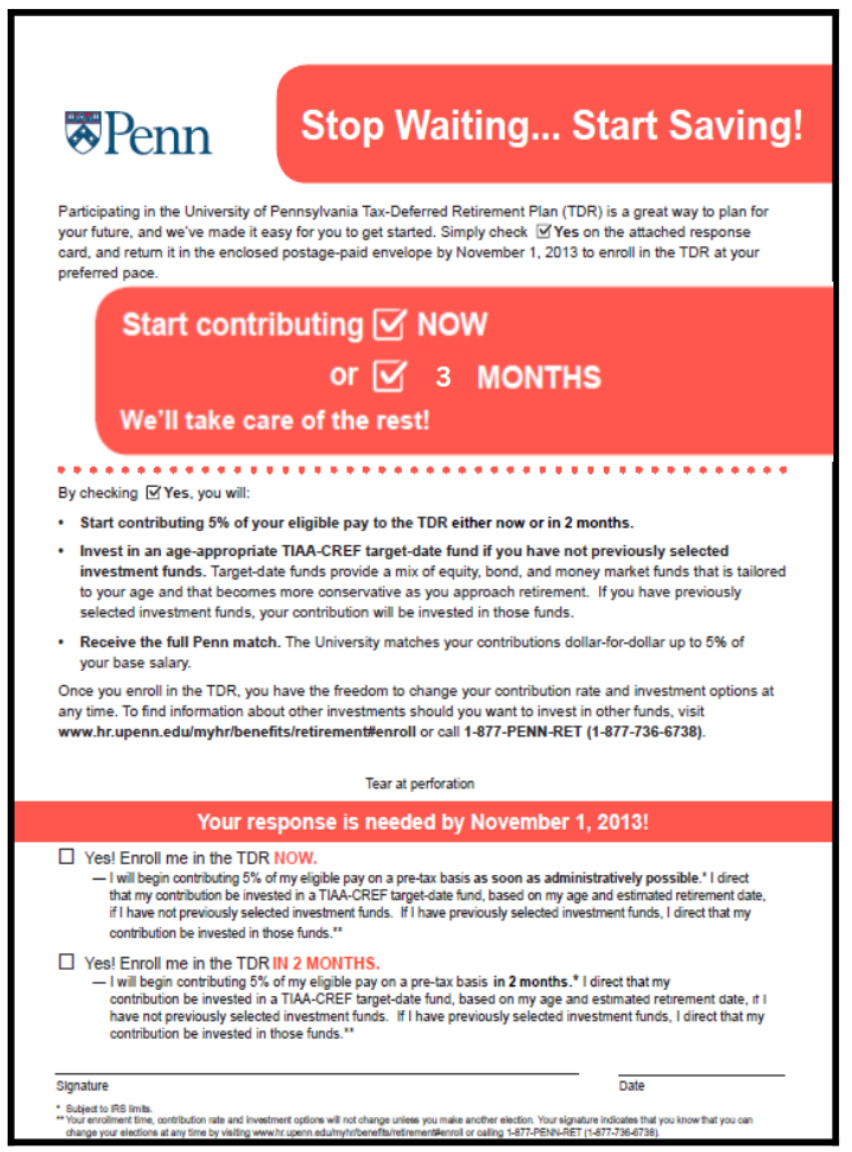 Penn
Stop Waiting... Start Saving!
Participating in the University of Pennsylvania Tax-Deferred Retirement Plan (TDR) is a great way to plan for
your future, and we've made it easy for you to get started. Simply check ☑ Yes on the attached response
card, and return it in the enclosed postage-paid envelope by November 1, 2013 to enroll in the TDR at your
preferred pace.
Start contributing ☑ NOW
or ☑ 3 MONTHS
We'll take care of the rest!
By checking ☑ Yes, you will:
• Start contributing 5% of your eligible pay to the TDR either now or in 2 months.
• Invest in an age-appropriate TIAA-CREF target-date fund if you have not previously selected
investment funds. Target-date funds provide a mix of equity, bond, and money market funds that is tailored
to your age and that becomes more conservative as you approach retirement. If you have previously
selected investment funds, your contribution will be invested in those funds.
• Receive the full Penn match. The University matches your contributions dollar-for-dollar up to 5% of
your base salary.
Once you enroll in the TDR, you have the freedom to change your contribution rate and investment options at
any time. To find information about other investments should you want to invest in other funds, visit
www.hr.upenn.edu/myhr/benefits/retirement#enroll or call 1-877-PENN-RET (1-877-736-6738).
Tear at perforation
Your response is needed by November 1, 2013!
☐ Yes! Enroll me in the TDR NOW.
— I will begin contributing 5% of my eligible pay on a pre-tax basis as soon as administratively possible.* I direct
that my contribution be invested in a TIAA-CREF target-date fund, based on my age and estimated retirement date,
if I have not previously selected investment funds. If I have previously selected investment funds, I direct that my
contribution be invested in those funds.**
☐ Yes! Enroll me in the TDR IN 2 MONTHS.
— I will begin contributing 5% of my eligible pay on a pre-tax basis in 2 months.* I direct that my
contribution be invested in a TIAA-CREF target-date fund, based on my age and estimated retirement date, if I
have not previously selected investment funds. If I have previously selected investment funds, I direct that my
contribution be invested in those funds.**
Signature Date
* Subject to IRS limits.
** Your enrollment time, contribution rate and investment options will not change unless you make another election. Your signature indicates that you know that you can
change your elections at any time by visiting www.hr.upenn.edu/myhr/benefits/retirement#enroll or calling 1-877-PENN-RET (1-877-736-6738).